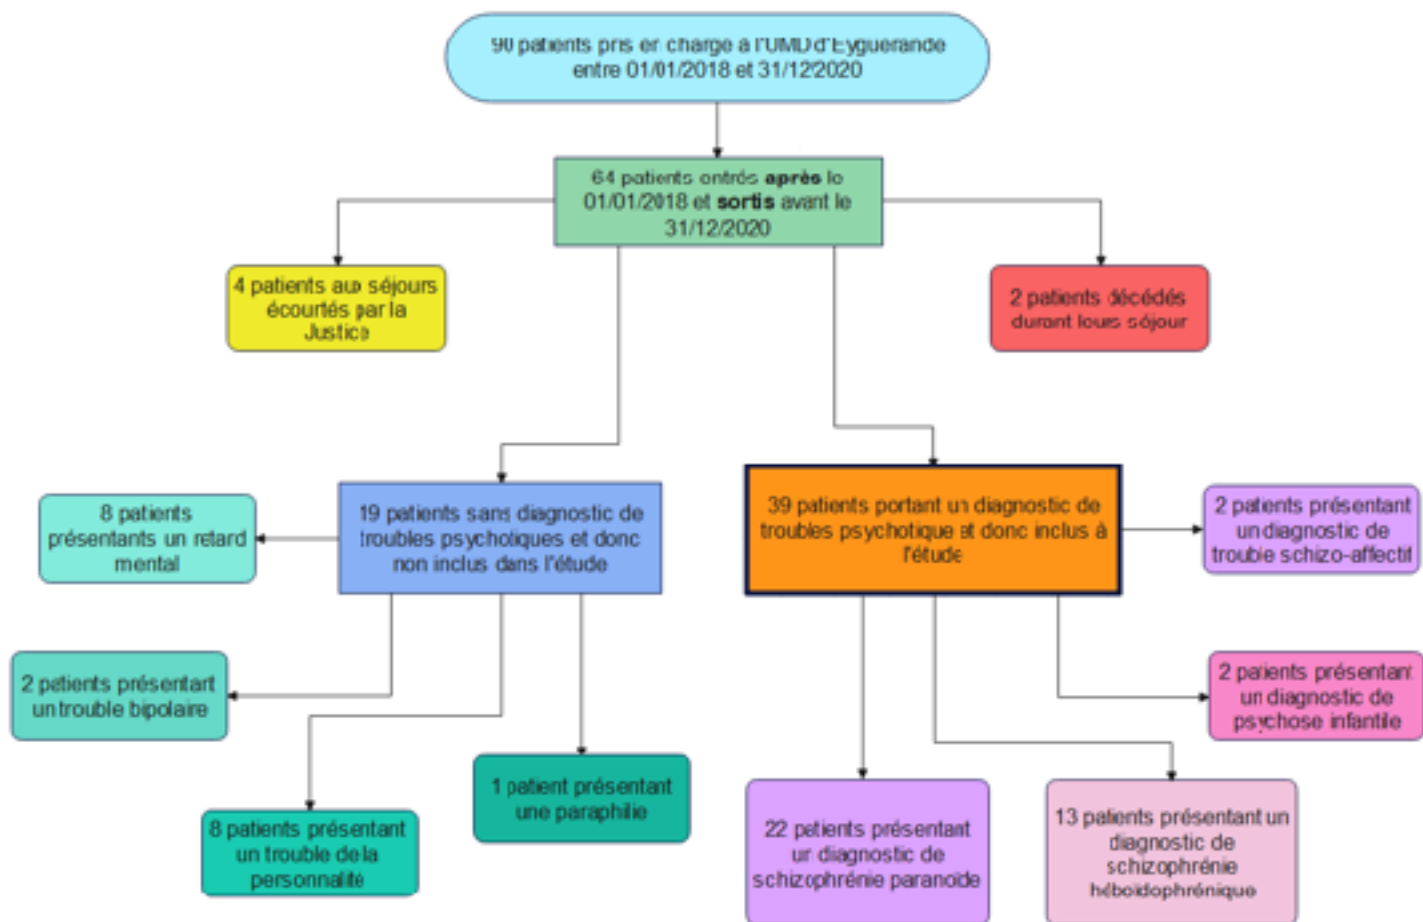 90 patients pris en charge à l'UMD d'Eygurande
entre 01/01/2018 et 31/12/2020
64 patients entrés après le
01/01/2018 et sortis avant le
31/12/2020
4 patients aux séjours
écourtés par la
Justice
2 patients décédés
durant leurs séjour
19 patients sans diagnostic de
troubles psychotiques et donc
non inclus dans l'étude
39 patients portant un diagnostic de
troubles psychotique et donc inclus à
l'étude
8 patients
présentants un retard
mental
2 patients présentant
un diagnostic de
trouble schizo-affectif
2 patients présentant
un trouble bipolaire
2 patients présentant
un diagnostic de
psychose infantile
1 patient présentant
une paraphilie
8 patients présentant
un trouble de la
personnalité
22 patients présentant
un diagnostic de
schizophrénie paranoïde
13 patients présentant un
diagnostic de
schizophrénie
héboïdophrénique